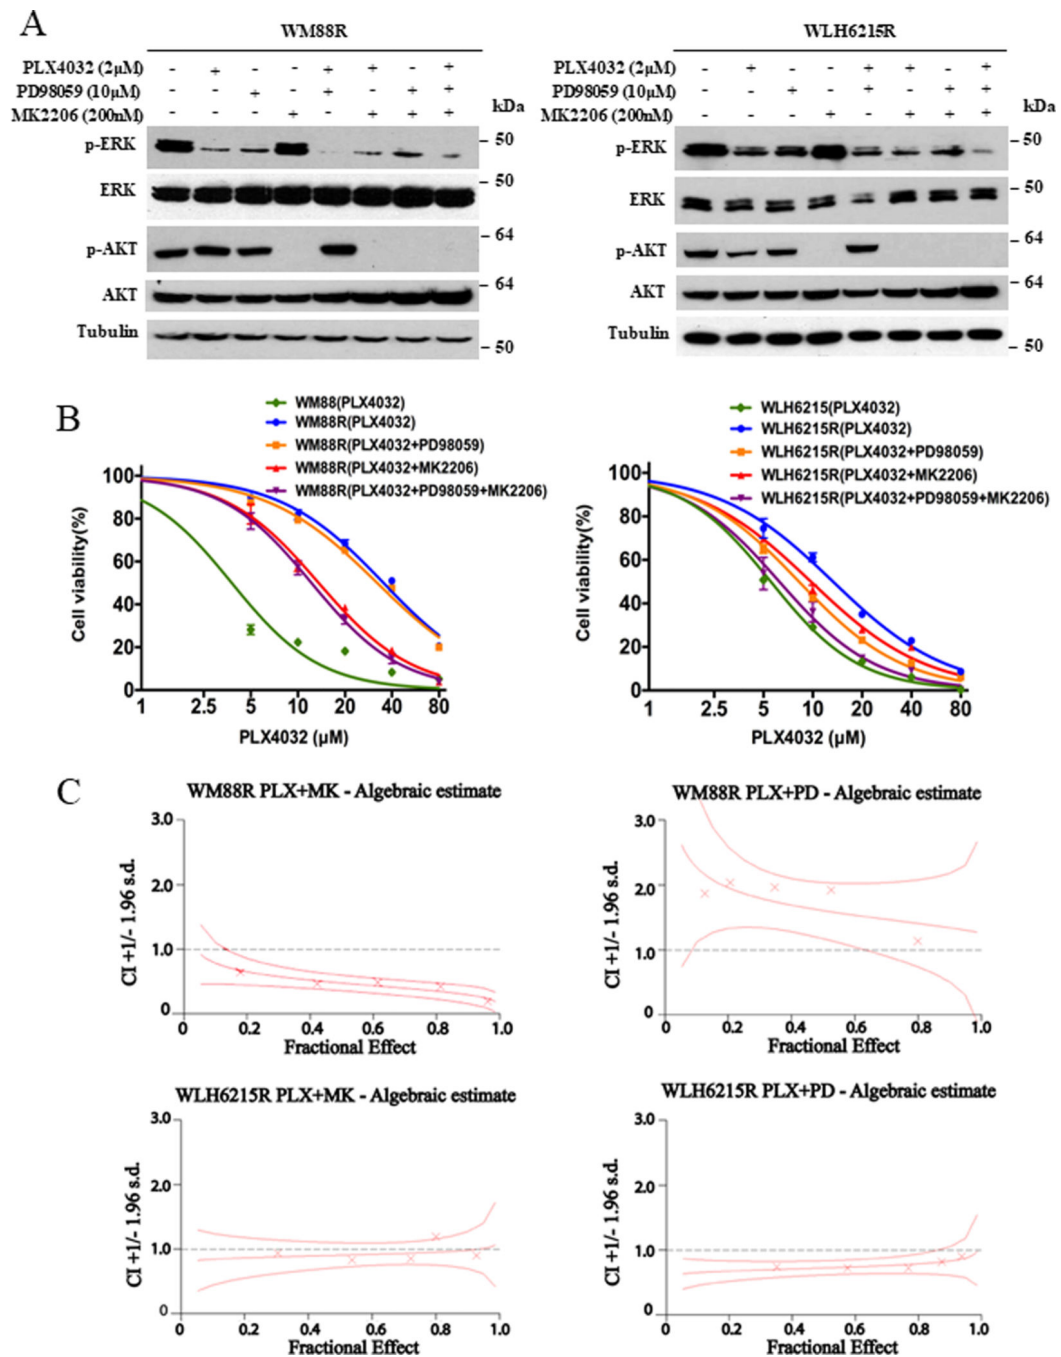 A
WM88R
PLX4032 (2μM) - + - - + + - +
PD98059 (10μM) - - + - + - + +
MK2206 (200nM) - - - + - + + +
kDa
p-ERK
50
ERK
50
p-AKT
64
AKT
64
Tubulin
50
WLH6215R
PLX4032 (2μM) - + - - + + - +
PD98059 (10μM) - - + - + - + +
MK2206 (200nM) - - - + - + + +
kDa
p-ERK
50
ERK
50
p-AKT
64
AKT
64
Tubulin
50
B
WM88(PLX4032)
WM88R(PLX4032)
WM88R(PLX4032+PD98059)
WM88R(PLX4032+MK2206)
WM88R(PLX4032+PD98059+MK2206)
Cell viability(%)
100
80
60
40
20
0
1 2.5 5 10 20 40 80
PLX4032 (μM)
WLH6215(PLX4032)
WLH6215R(PLX4032)
WLH6215R(PLX4032+PD98059)
WLH6215R(PLX4032+MK2206)
WLH6215R(PLX4032+PD98059+MK2206)
Cell viability(%)
100
80
60
40
20
0
1 2.5 5 10 20 40 80
PLX4032 (μM)
C
WM88R PLX+MK - Algebraic estimate
CI +1/- 1.96 s.d.
3.0
2.0
1.0
0
0 0.2 0.4 0.6 0.8 1.0
Fractional Effect
WM88R PLX+PD - Algebraic estimate
CI +1/- 1.96 s.d.
3.0
2.0
1.0
0
0 0.2 0.4 0.6 0.8 1.0
Fractional Effect
WLH6215R PLX+MK - Algebraic estimate
CI +1/- 1.96 s.d.
3.0
2.0
1.0
0
0 0.2 0.4 0.6 0.8 1.0
Fractional Effect
WLH6215R PLX+PD - Algebraic estimate
CI +1/- 1.96 s.d.
3.0
2.0
1.0
0
0 0.2 0.4 0.6 0.8 1.0
Fractional Effect